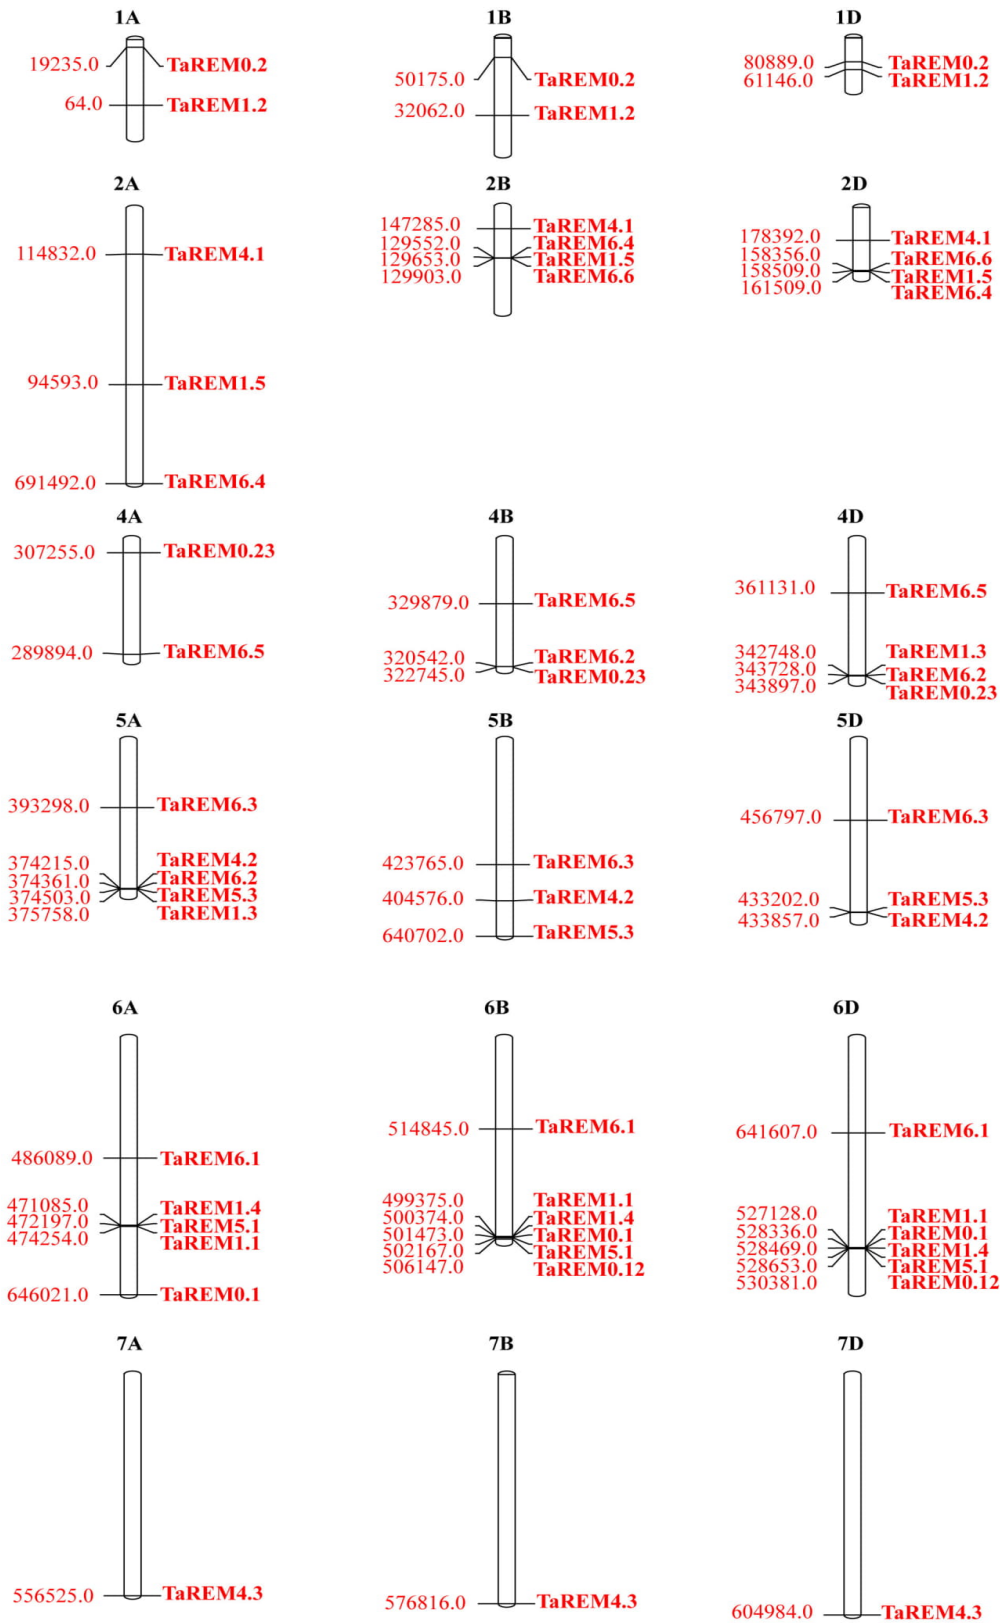 1A
19235.0 TaREM0.2
64.0 TaREM1.2
1B
50175.0 TaREM0.2
32062.0 TaREM1.2
1D
80889.0 TaREM0.2
61146.0 TaREM1.2
2A
114832.0 TaREM4.1
94593.0 TaREM1.5
691492.0 TaREM6.4
2B
147285.0 TaREM4.1
129552.0 TaREM6.4
129653.0 TaREM1.5
129903.0 TaREM6.6
2D
178392.0 TaREM4.1
158356.0 TaREM6.6
158509.0 TaREM1.5
161509.0 TaREM6.4
4A
307255.0 TaREM0.23
289894.0 TaREM6.5
4B
329879.0 TaREM6.5
320542.0 TaREM6.2
322745.0 TaREM0.23
4D
361131.0 TaREM6.5
342748.0 TaREM1.3
343728.0 TaREM6.2
343897.0 TaREM0.23
5A
393298.0 TaREM6.3
374215.0 TaREM4.2
374361.0 TaREM6.2
374503.0 TaREM5.3
375758.0 TaREM1.3
5B
423765.0 TaREM6.3
404576.0 TaREM4.2
640702.0 TaREM5.3
5D
456797.0 TaREM6.3
433202.0 TaREM5.3
433857.0 TaREM4.2
6A
486089.0 TaREM6.1
471085.0 TaREM1.4
472197.0 TaREM5.1
474254.0 TaREM1.1
646021.0 TaREM0.1
6B
514845.0 TaREM6.1
499375.0 TaREM1.1
500374.0 TaREM1.4
501473.0 TaREM0.1
502167.0 TaREM5.1
506147.0 TaREM0.12
6D
641607.0 TaREM6.1
527128.0 TaREM1.1
528336.0 TaREM0.1
528469.0 TaREM1.4
528653.0 TaREM5.1
530381.0 TaREM0.12
7A
556525.0 TaREM4.3
7B
576816.0 TaREM4.3
7D
604984.0 TaREM4.3